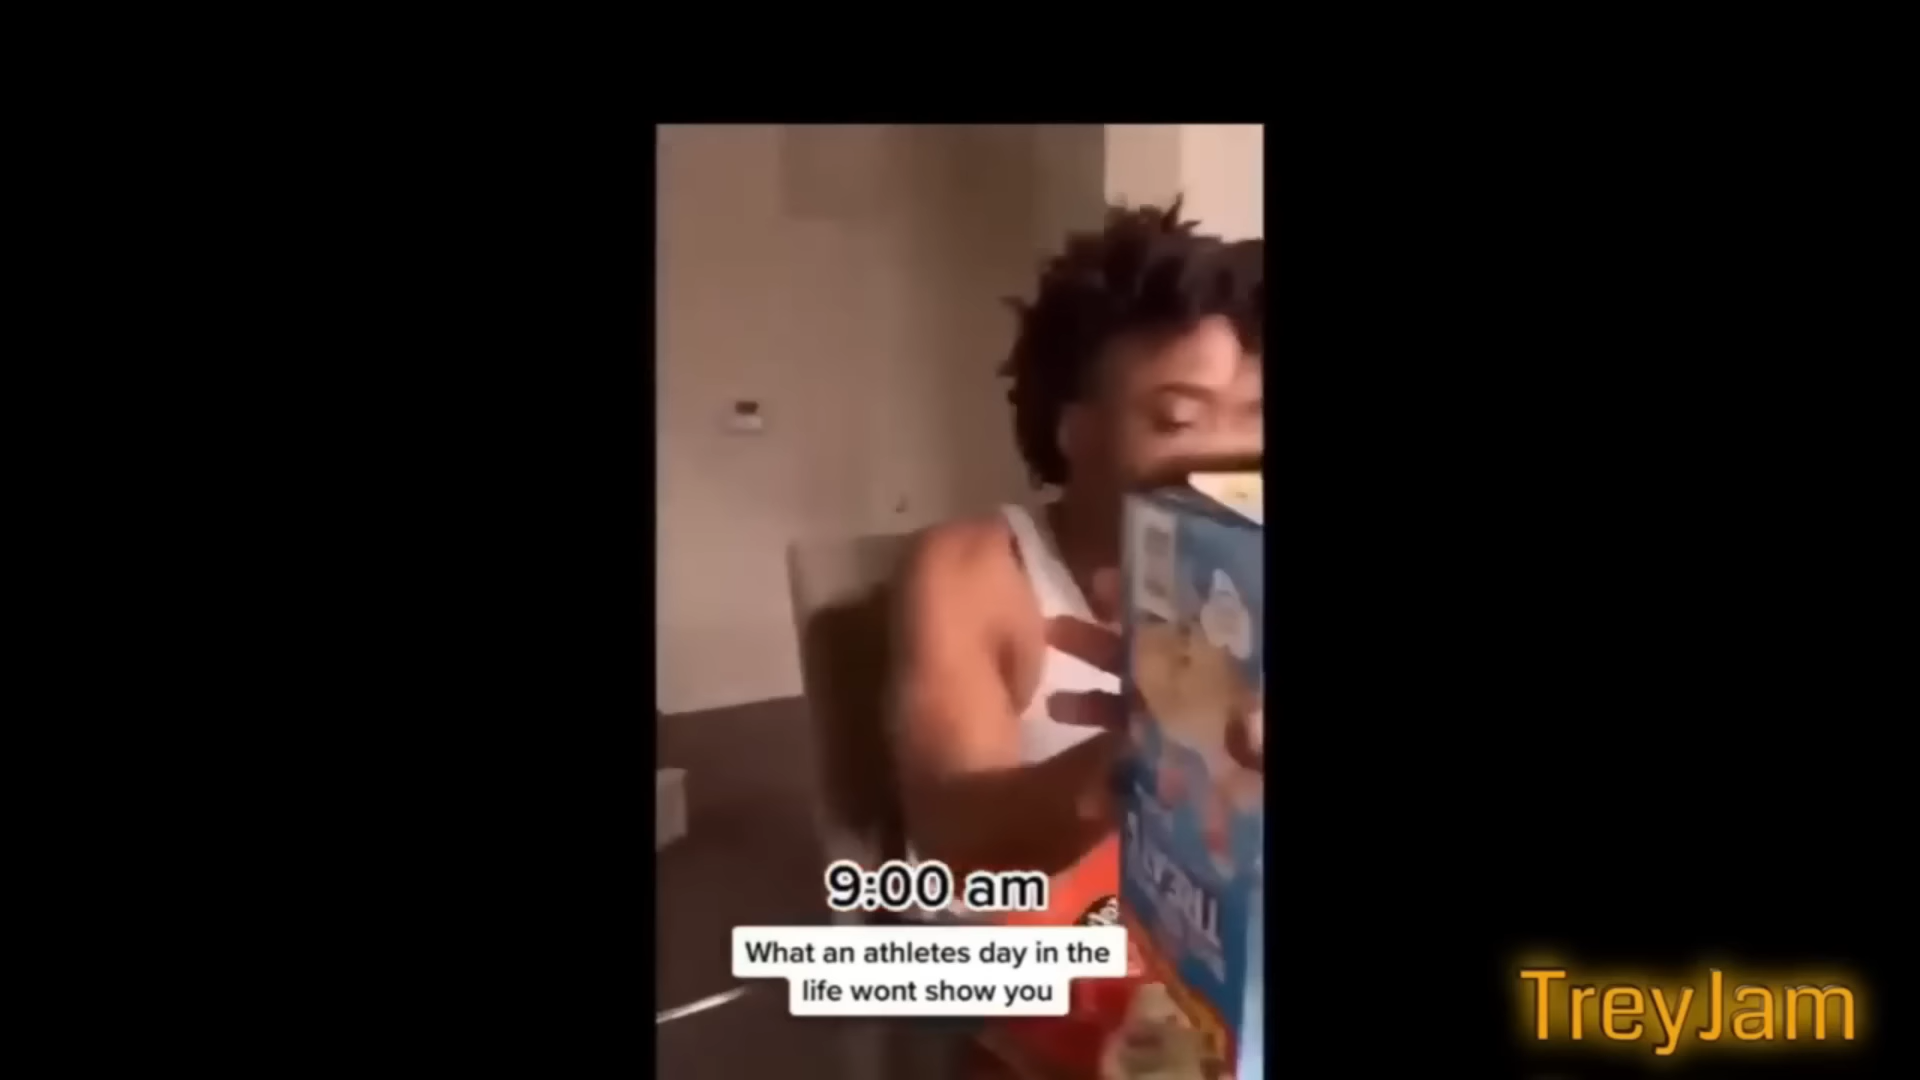 9:00 am
What an athletes day in the
life wont show you
TreyJam